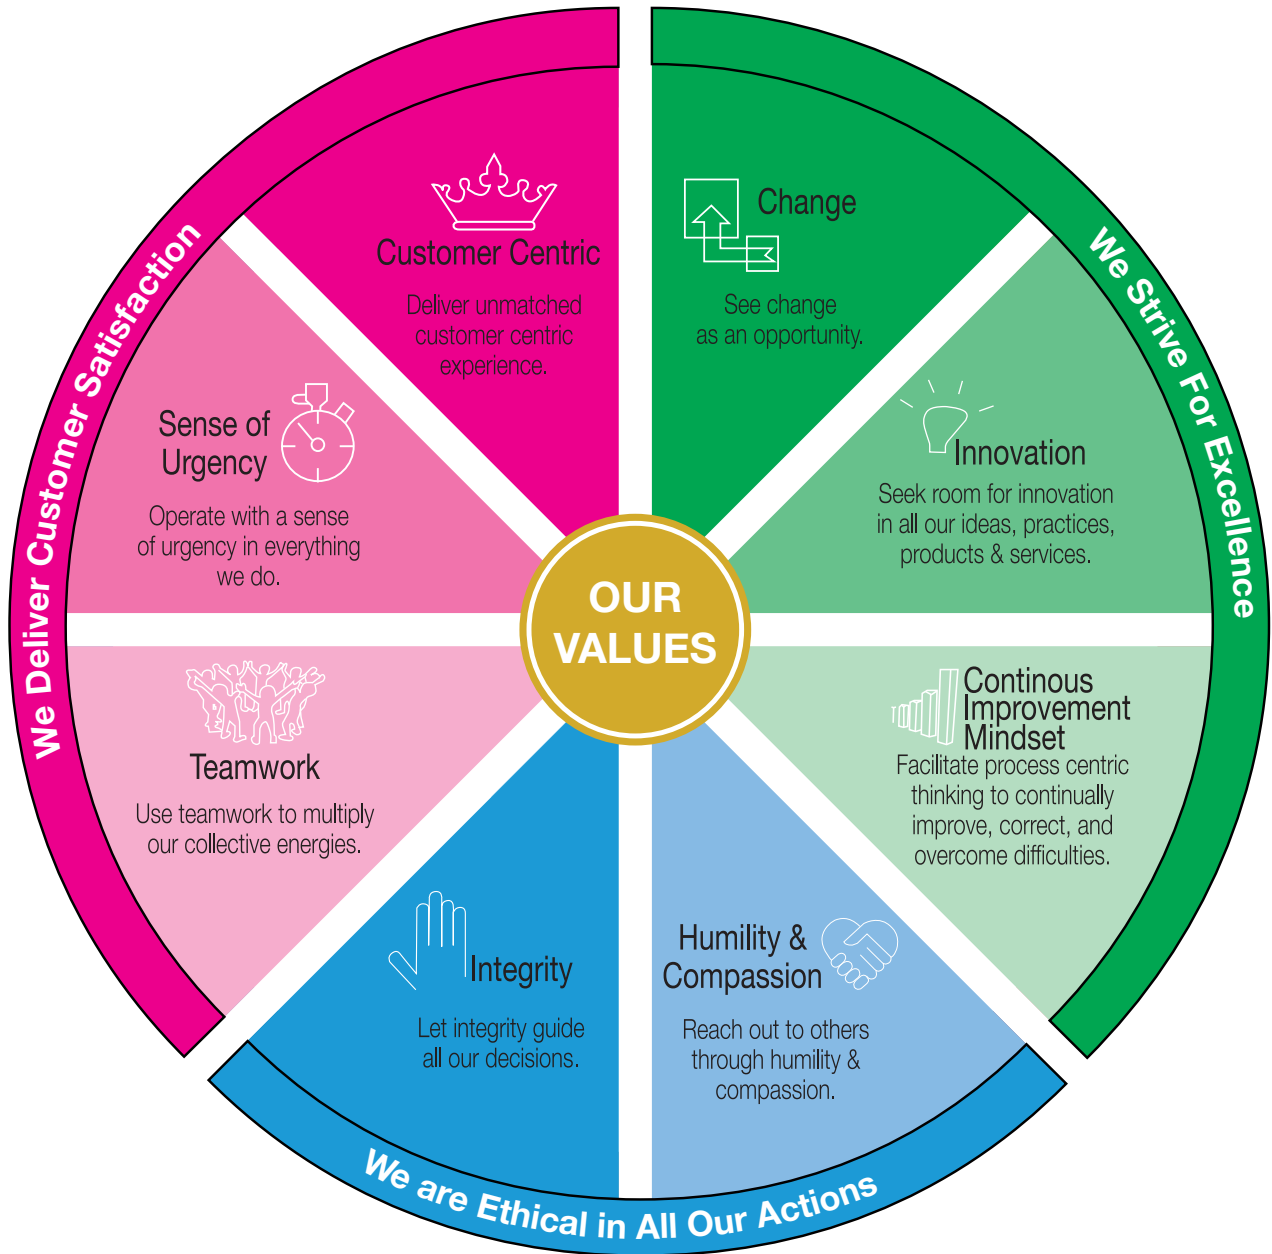 We Deliver Customer Satisfaction
We Strive For Excellence
We are Ethical in All Our Actions
OUR
VALUES
Customer Centric
Deliver unmatched
customer centric
experience.
Change
See change
as an opportunity.
Innovation
Seek room for innovation
in all our ideas, practices,
products & services.
Continous
Improvement
Mindset
Facilitate process centric
thinking to continually
improve, correct, and
overcome difficulties.
Humility &
Compassion
Reach out to others
through humility &
compassion.
Integrity
Let integrity guide
all our decisions.
Teamwork
Use teamwork to multiply
our collective energies.
Sense of
Urgency
Operate with a sense
of urgency in everything
we do.